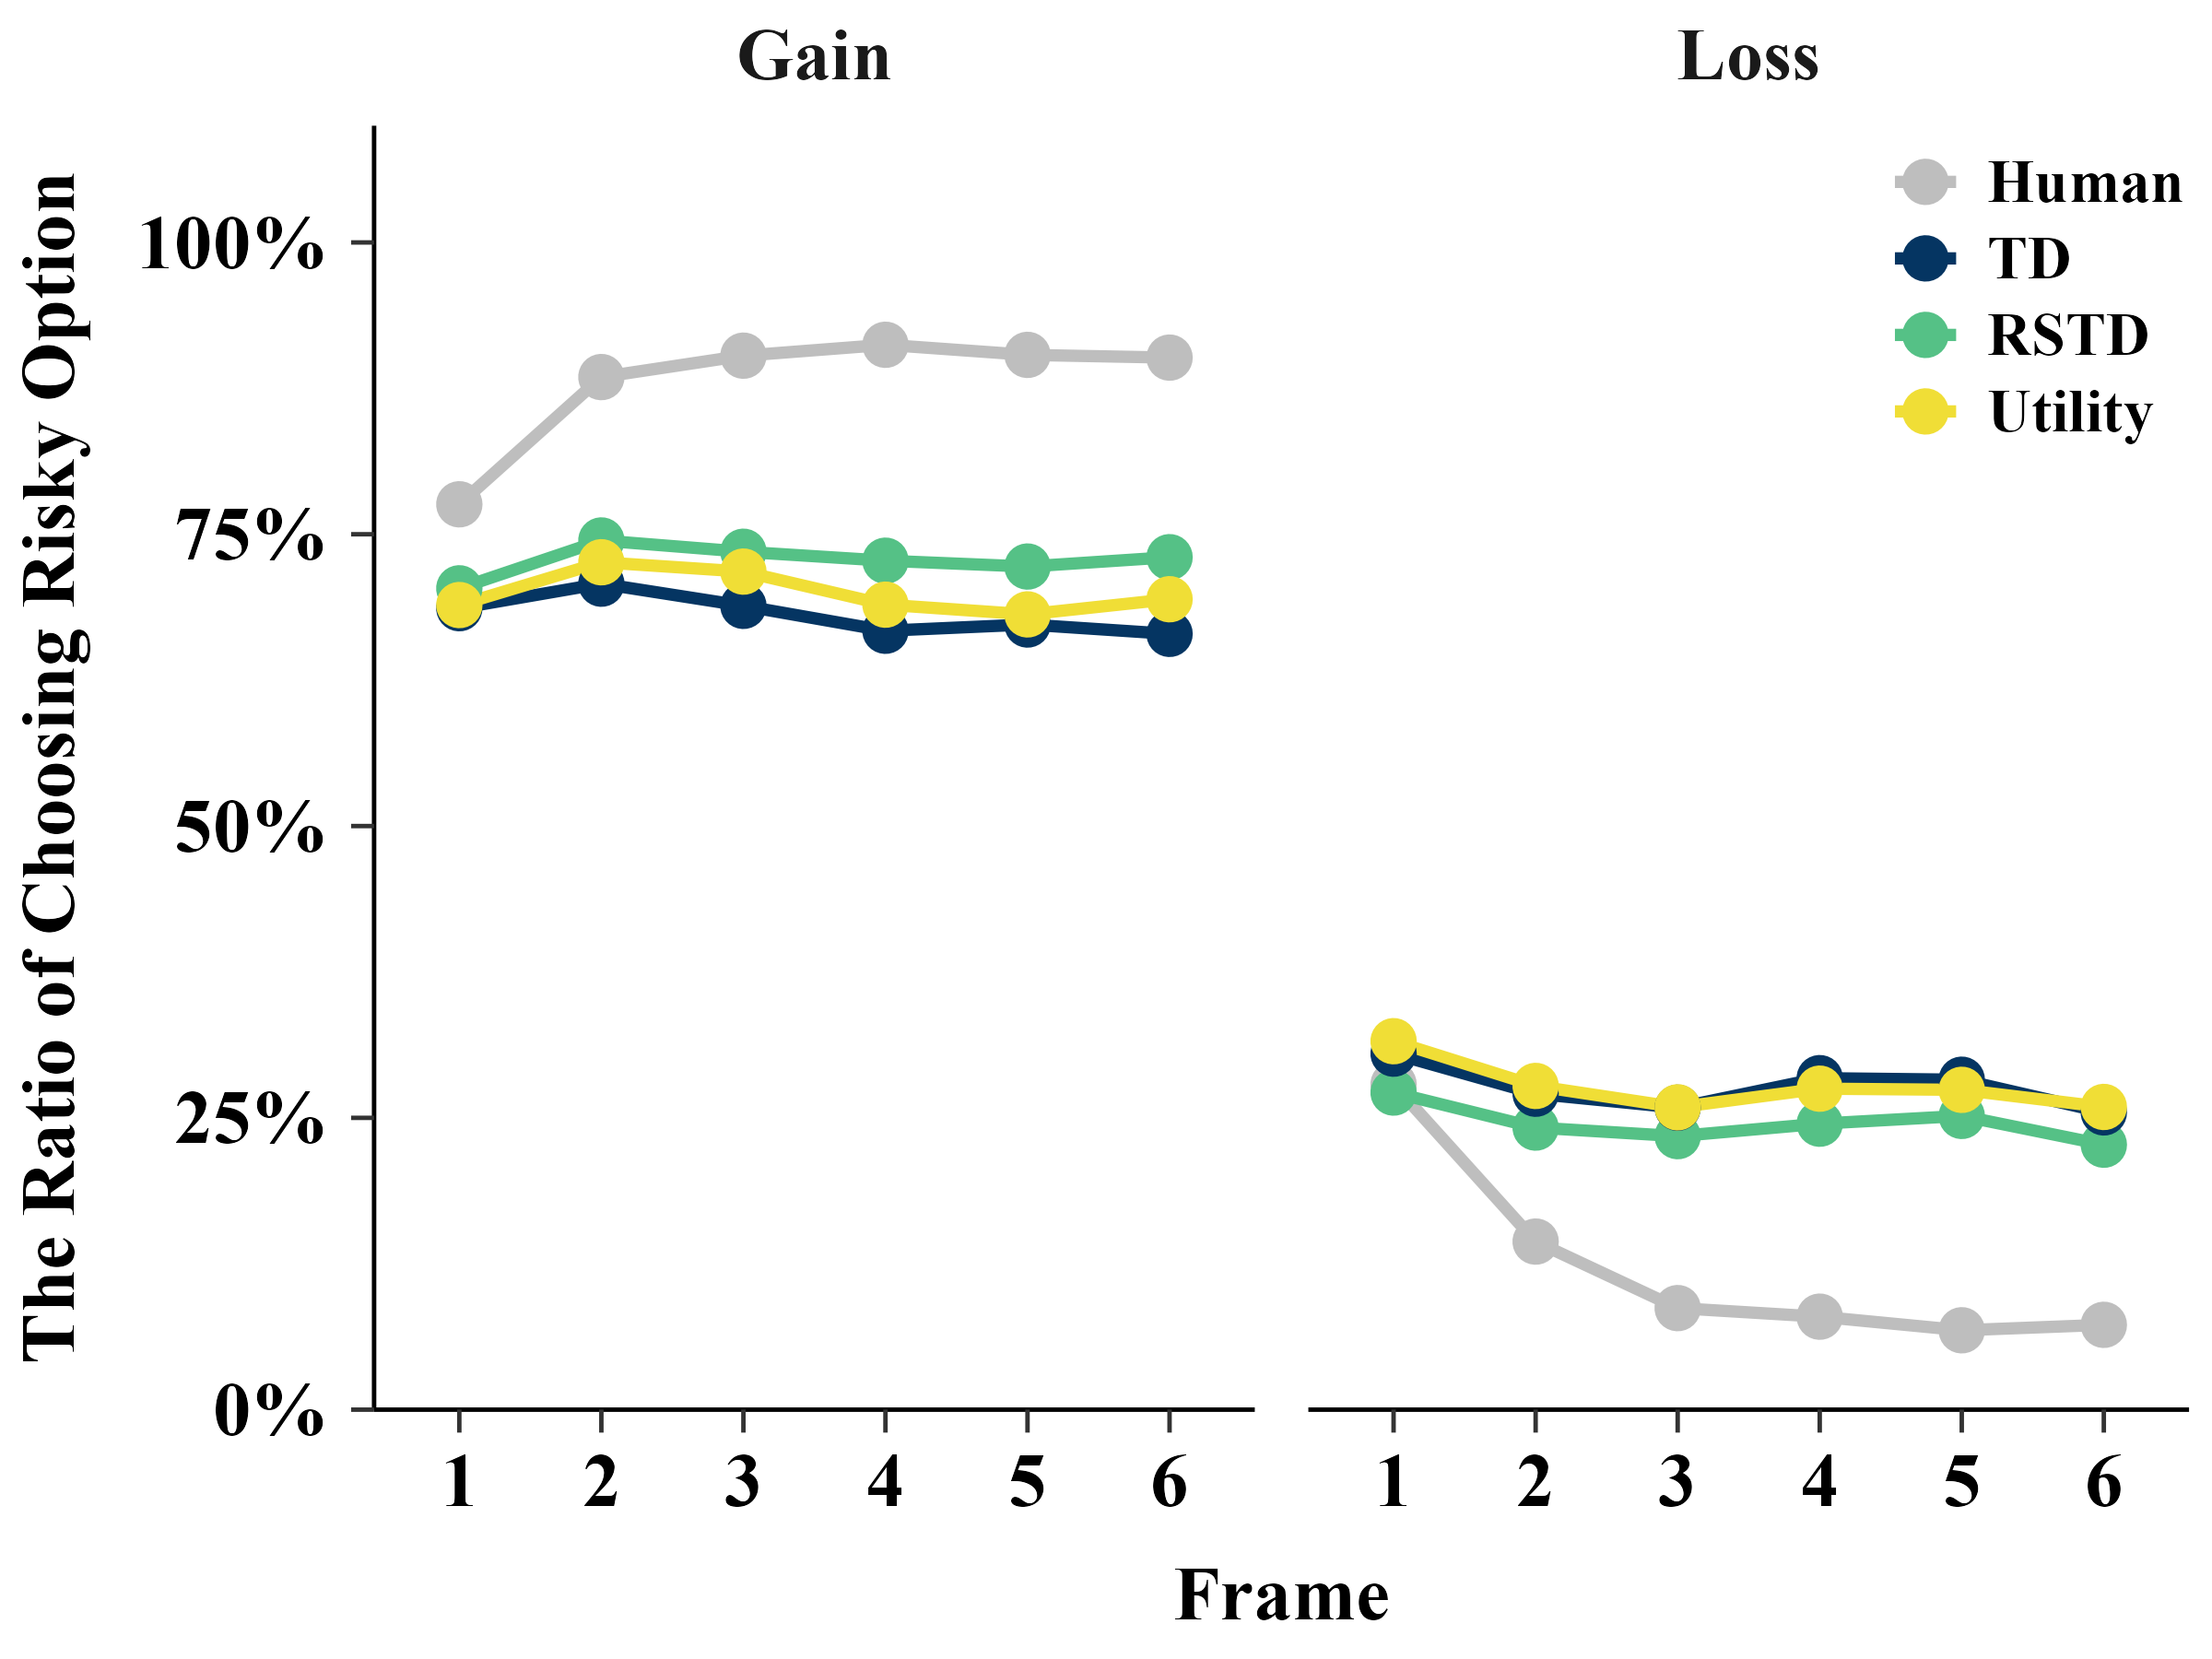 Gain
Loss
The Ratio of Choosing Risky Option
100%
75%
50%
25%
0%
Human
TD
RSTD
Utility
1 2 3 4 5 6
1 2 3 4 5 6
Frame